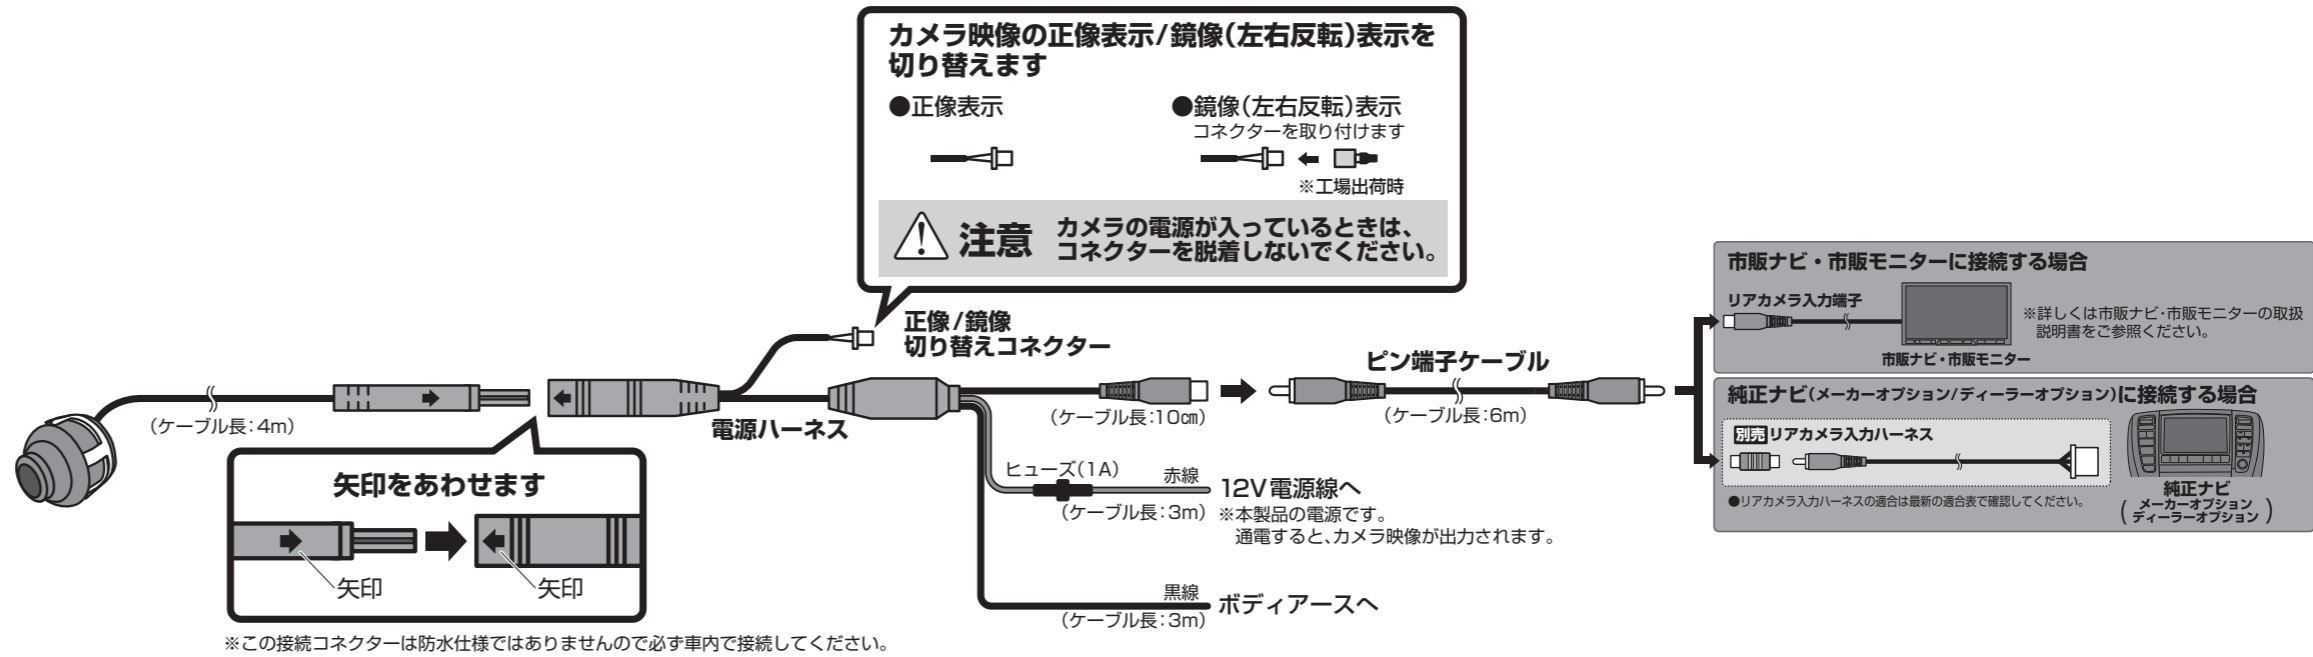 カメラ映像の正像表示/鏡像(左右反転)表示を
切り替えます
●正像表示
●鏡像(左右反転)表示
コネクターを取り付けます
※工場出荷時
注意
カメラの電源が入っているときは、
コネクターを脱着しないでください。
正像/鏡像
切り替えコネクター
(ケーブル長:4m)
電源ハーネス
(ケーブル長:10㎝)
ピン端子ケーブル
(ケーブル長:6m)
矢印をあわせます
矢印
矢印
※この接続コネクターは防水仕様ではありませんので必ず車内で接続してください。
ヒューズ(1A)
赤線
(ケーブル長:3m)
12V電源線へ
※本製品の電源です。
通電すると、カメラ映像が出力されます。
黒線
(ケーブル長:3m)
ボディアースへ
市販ナビ・市販モニターに接続する場合
リアカメラ入力端子
※詳しくは市販ナビ・市販モニターの取扱
説明書をご参照ください。
市販ナビ・市販モニター
純正ナビ(メーカーオプション/ディーラーオプション)に接続する場合
別売リアカメラ入力ハーネス
●リアカメラ入力ハーネスの適合は最新の適合表で確認してください。
純正ナビ
(メーカーオプション
ディーラーオプション)